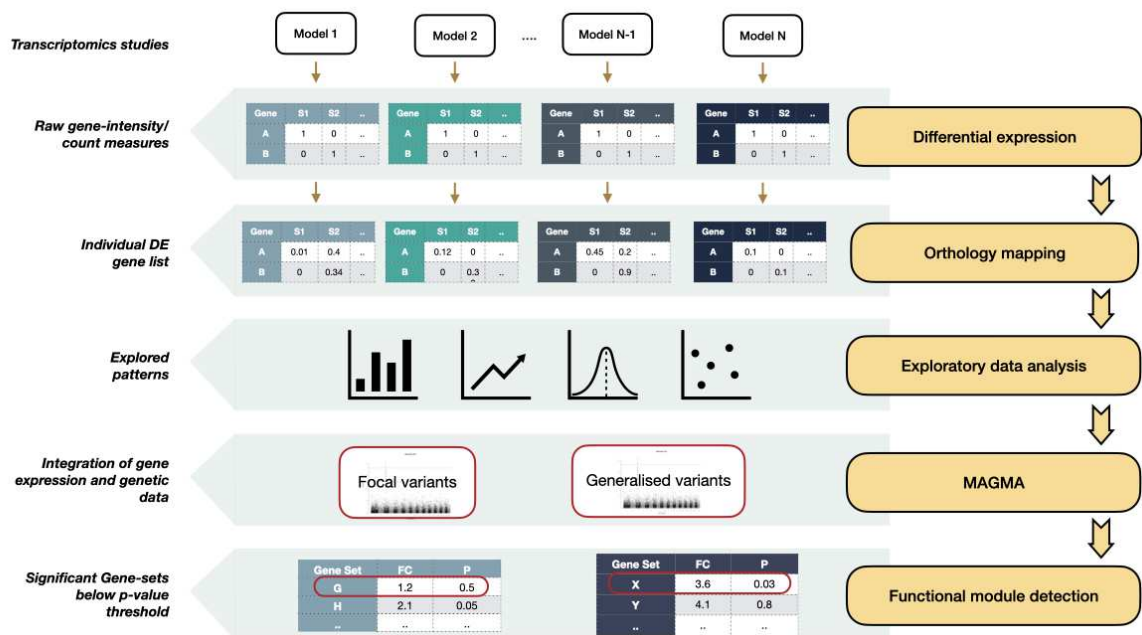 Transcriptomics studies
Model 1
Model 2
....
Model N-1
Model N
Raw gene-intensity/
count measures
Gene S1 S2 ..
A 1 0 ..
B 0 1 ..
Gene S1 S2 ..
A 1 0 ..
B 0 1 ..
Gene S1 S2 ..
A 1 0 ..
B 0 1 ..
Gene S1 S2 ..
A 1 0 ..
B 0 1 ..
Differential expression
Individual DE
gene list
Gene S1 S2 ..
A 0.01 0.4 ..
B 0 0.34 ..
Gene S1 S2 ..
A 0.12 0 ..
B 0 0.3 ..
Gene S1 S2 ..
A 0.45 0.2 ..
B 0 0.9 ..
Gene S1 S2 ..
A 0.1 0 ..
B 0 0.1 ..
Orthology mapping
Explored
patterns
Exploratory data analysis
Integration of gene
expression and genetic
data
Focal variants
Generalised variants
MAGMA
Significant Gene-sets
below p-value
threshold
Gene Set FC P
G 1.2 0.5
H 2.1 0.05
.. .. ..
Gene Set FC P
X 3.6 0.03
Y 4.1 0.8
.. .. ..
Functional module detection